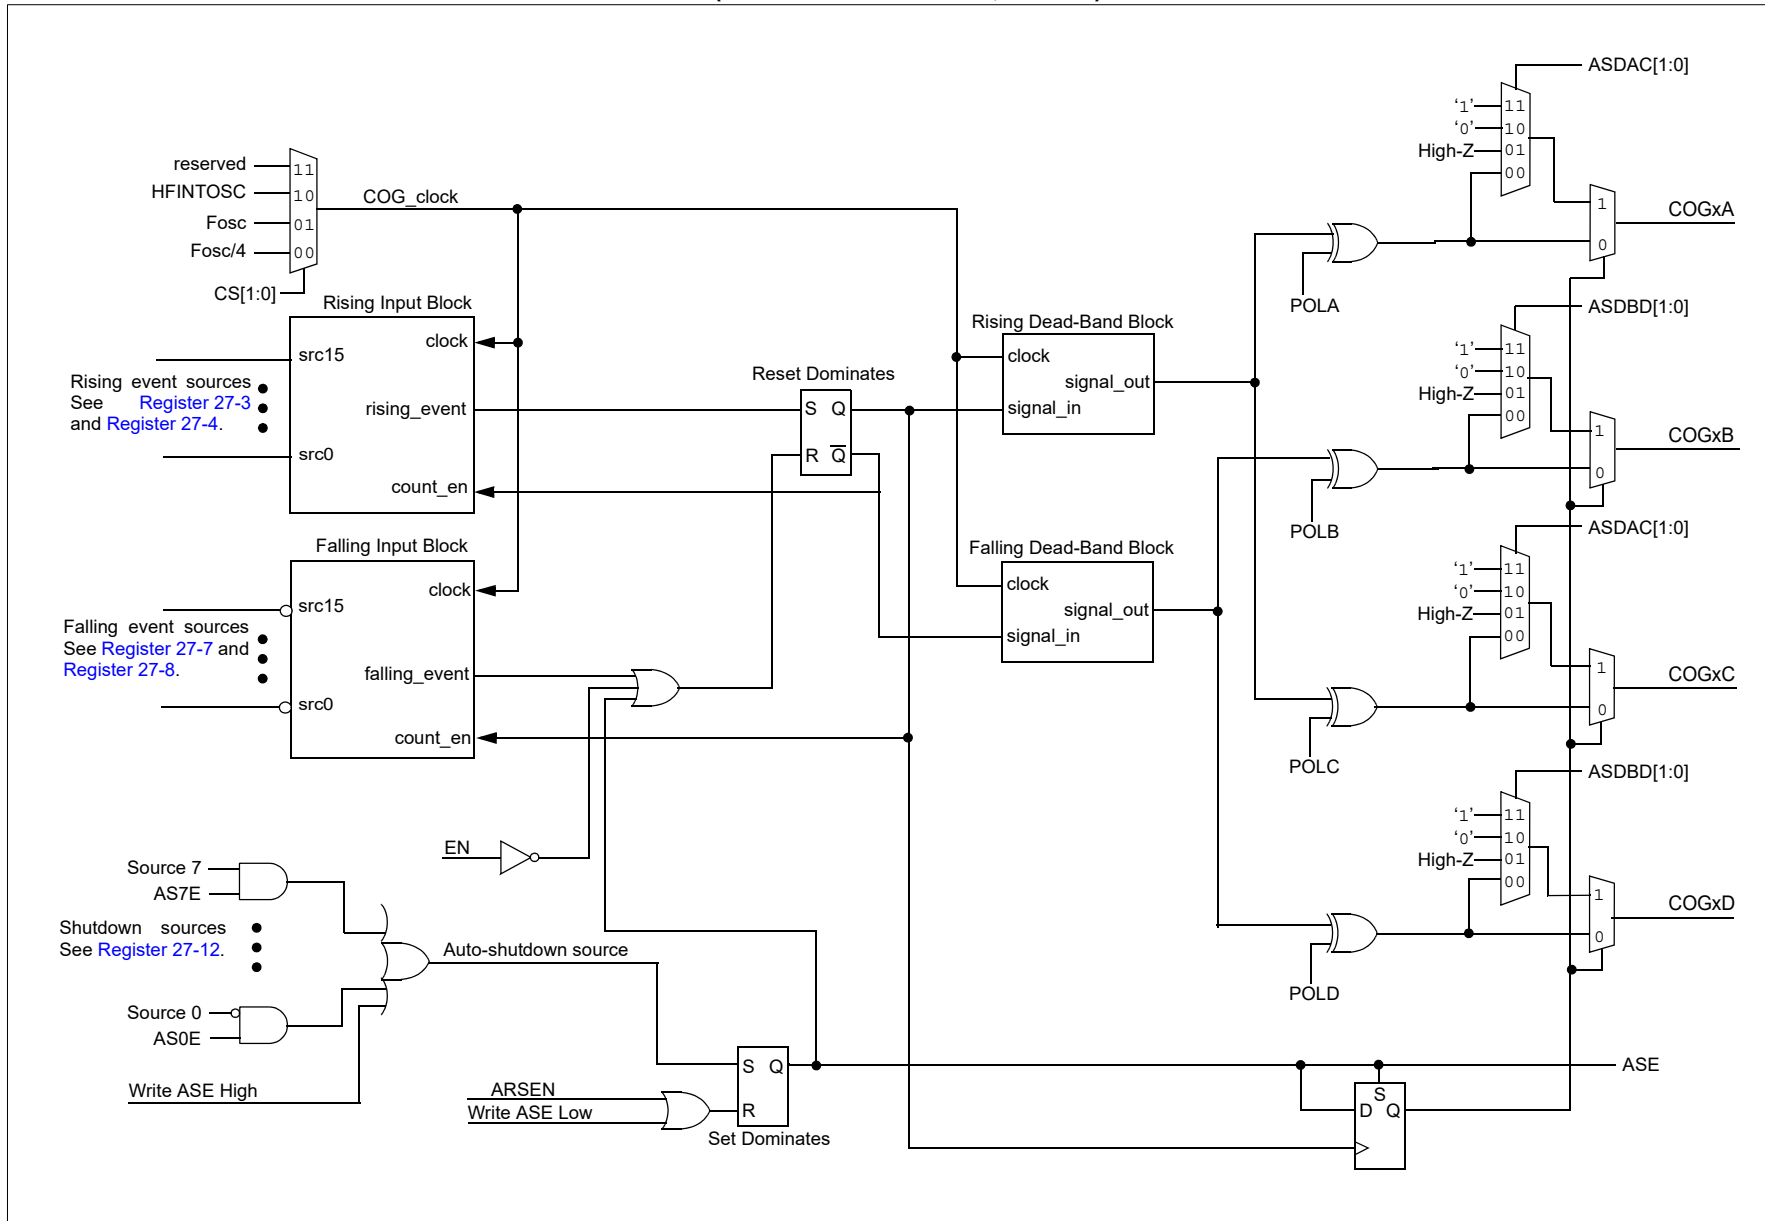 ASDAC[1:0]
‘1’ 11
‘0’ 10
High-Z 01
00
1
0
COGxA
POLA
reserved 11
HFINTOSC 10
Fosc 01
Fosc/4 00
CS[1:0]
COG_clock
Rising Input Block
clock
src15
rising_event
src0
count_en
Rising event sources
See Register 27-3
and Register 27-4.
Reset Dominates
S Q
R Q
Rising Dead-Band Block
clock
signal_out
signal_in
ASDBD[1:0]
‘1’ 11
‘0’ 10
High-Z 01
00
1
0
COGxB
POLB
Falling Input Block
clock
src15
falling_event
src0
count_en
Falling event sources
See Register 27-7 and
Register 27-8.
Falling Dead-Band Block
clock
signal_out
signal_in
ASDAC[1:0]
‘1’ 11
‘0’ 10
High-Z 01
00
1
0
COGxC
POLC
ASDBD[1:0]
‘1’ 11
‘0’ 10
High-Z 01
00
1
0
COGxD
POLD
EN
Source 7
AS7E
Shutdown sources
See Register 27-12.
Source 0
AS0E
Write ASE High
Auto-shutdown source
ARSEN
Write ASE Low
S Q
R
Set Dominates
ASE
S
D Q